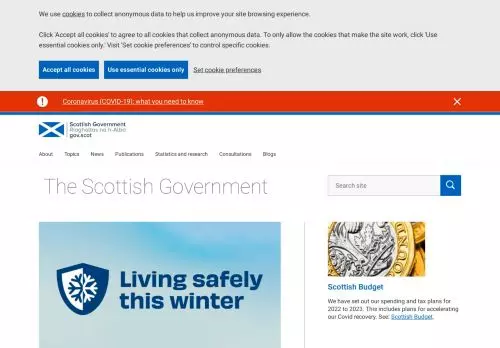 We use cookies to collect anonymous data to help us improve your site browsing experience.
Click 'Accept all cookies' to agree to all cookies that collect anonymous data. To only allow the cookies that make the site work, click 'Use
essential cookies only.' Visit 'Set cookie preferences' to control specific cookies.
Accept all cookies
Use essential cookies only
Set cookie preferences
Coronavirus (COVID-19): what you need to know
Scottish Government
Riaghaltas na h-Alba
gov.scot
About
Topics
News
Publications
Statistics and research
Consultations
Blogs
The Scottish Government
Search site
Living safely
this winter
Scottish Budget
We have set out our spending and tax plans for
2022 to 2023. This includes plans for accelerating
our Covid recovery. See: Scottish Budget.